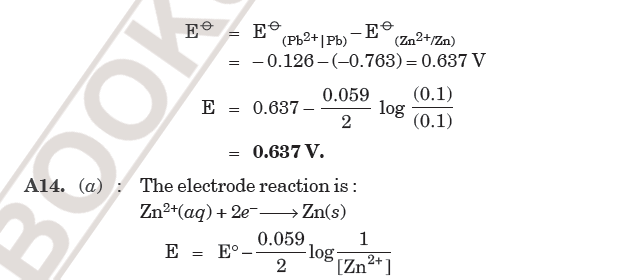 E⊖ = E⊖(Pb2+|Pb) – E⊖(Zn2+/Zn)
= – 0.126 – (–0.763) = 0.637 V
E = 0.637 – 0.059/2 log (0.1)/(0.1)
= 0.637 V.
A14. (a) : The electrode reaction is :
Zn2+(aq) + 2e– ⟶ Zn(s)
E = E° – 0.059/2 log 1/[Zn2+]
BOOK